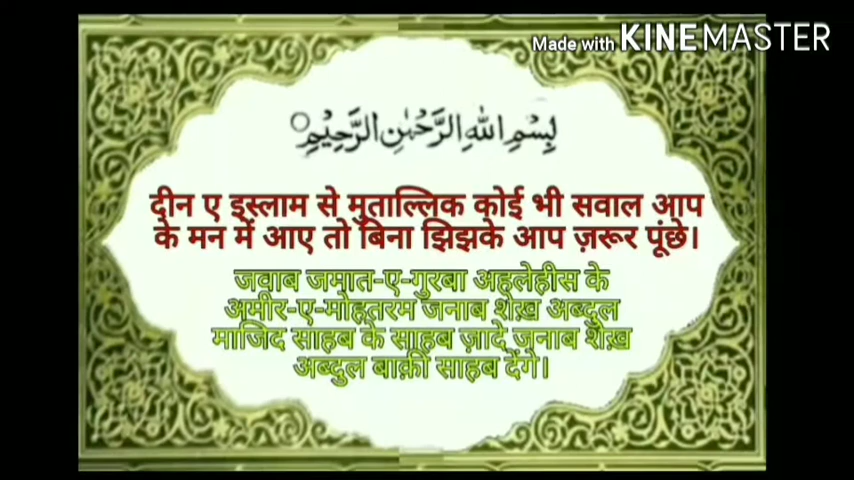 Made with KINEMASTER
بِسْمِ اللهِ الرَّحْمٰنِ الرَّحِيْمِ
दीन ए इस्लाम से मुताल्लिक कोई भी सवाल आप
के मन में आए तो बिना झिझके आप ज़रूर पूंछे।
जवाब जमात-ए-गुरबा अहलेहीस के
अमीर-ए-मोहतरम जनाब शेख़ अब्दुल
माजिद साहब के साहब ज़ादे जनाब शेख़
अब्दुल बाक़ी साहब देंगे।